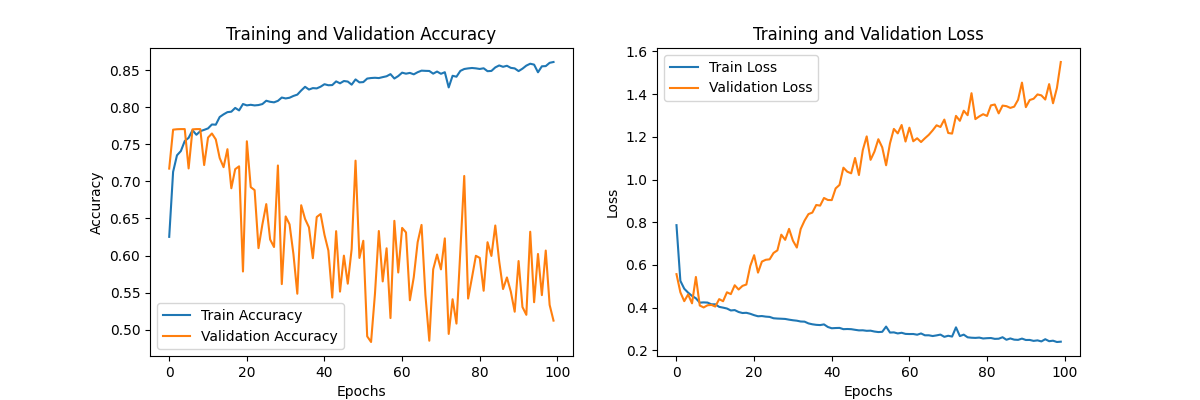 Training and Validation Accuracy
Accuracy
0.85
0.80
0.75
0.70
0.65
0.60
0.55
0.50
Train Accuracy
Validation Accuracy
0
20
40
60
80
100
Epochs
Training and Validation Loss
Loss
1.6
1.4
1.2
1.0
0.8
0.6
0.4
0.2
Train Loss
Validation Loss
0
20
40
60
80
100
Epochs